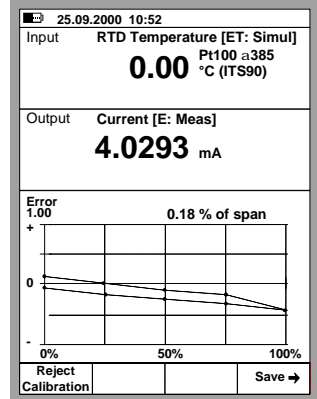 25.09.2000 10:52
Input RTD Temperature [ET: Simul]
0.00 Pt100 a385
°C (ITS90)
Output Current [E: Meas]
4.0293 mA
Error
1.00 0.18 % of span
+
0
-
0% 50% 100%
Reject
Calibration
Save →